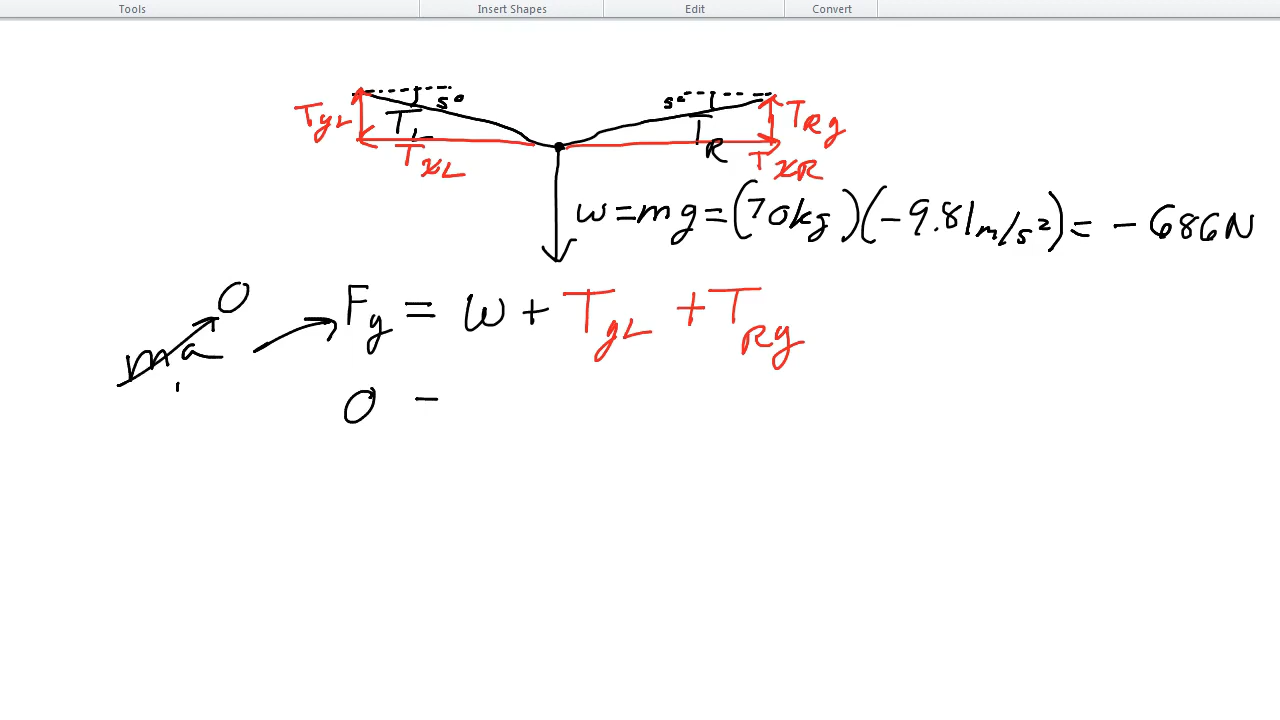 Tools Insert Shapes Edit Convert
5° 5°
TyL TL TR TRy
TxL TxR
w = mg = (70kg)(-9.81m/s²) = -686N
0 Fy = w + TyL + TRy
ma
0 =